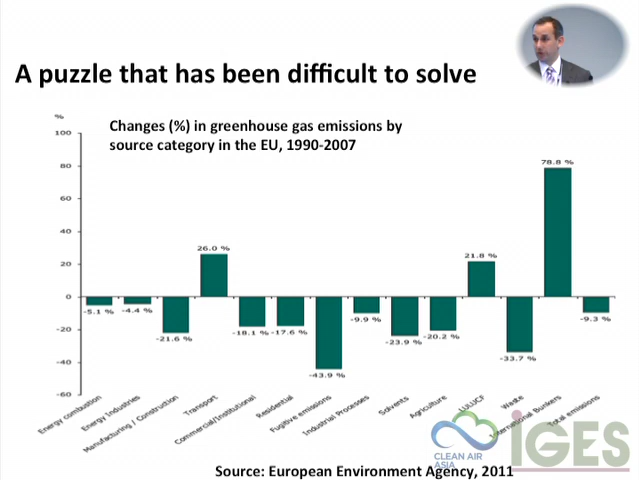 A puzzle that has been difficult to solve
%
Changes (%) in greenhouse gas emissions by
source category in the EU, 1990-2007
100
80
60
40
20
0
-20
-40
-60
-5.1 %
-4.4 %
-21.6 %
26.0 %
-18.1 %
-17.6 %
-43.9 %
-9.9 %
-23.9 %
-20.2 %
21.8 %
-33.7 %
78.8 %
-9.3 %
Energy combustion
Energy Industries
Manufacturing / Construction
Transport
Commercial/Institutional
Residential
Fugitive emissions
Industrial Processes
Solvents
Agriculture
LULUCF
Waste
International Bunkers
Total emissions
CLEAN AIR
ASIA
IGES
Source: European Environment Agency, 2011